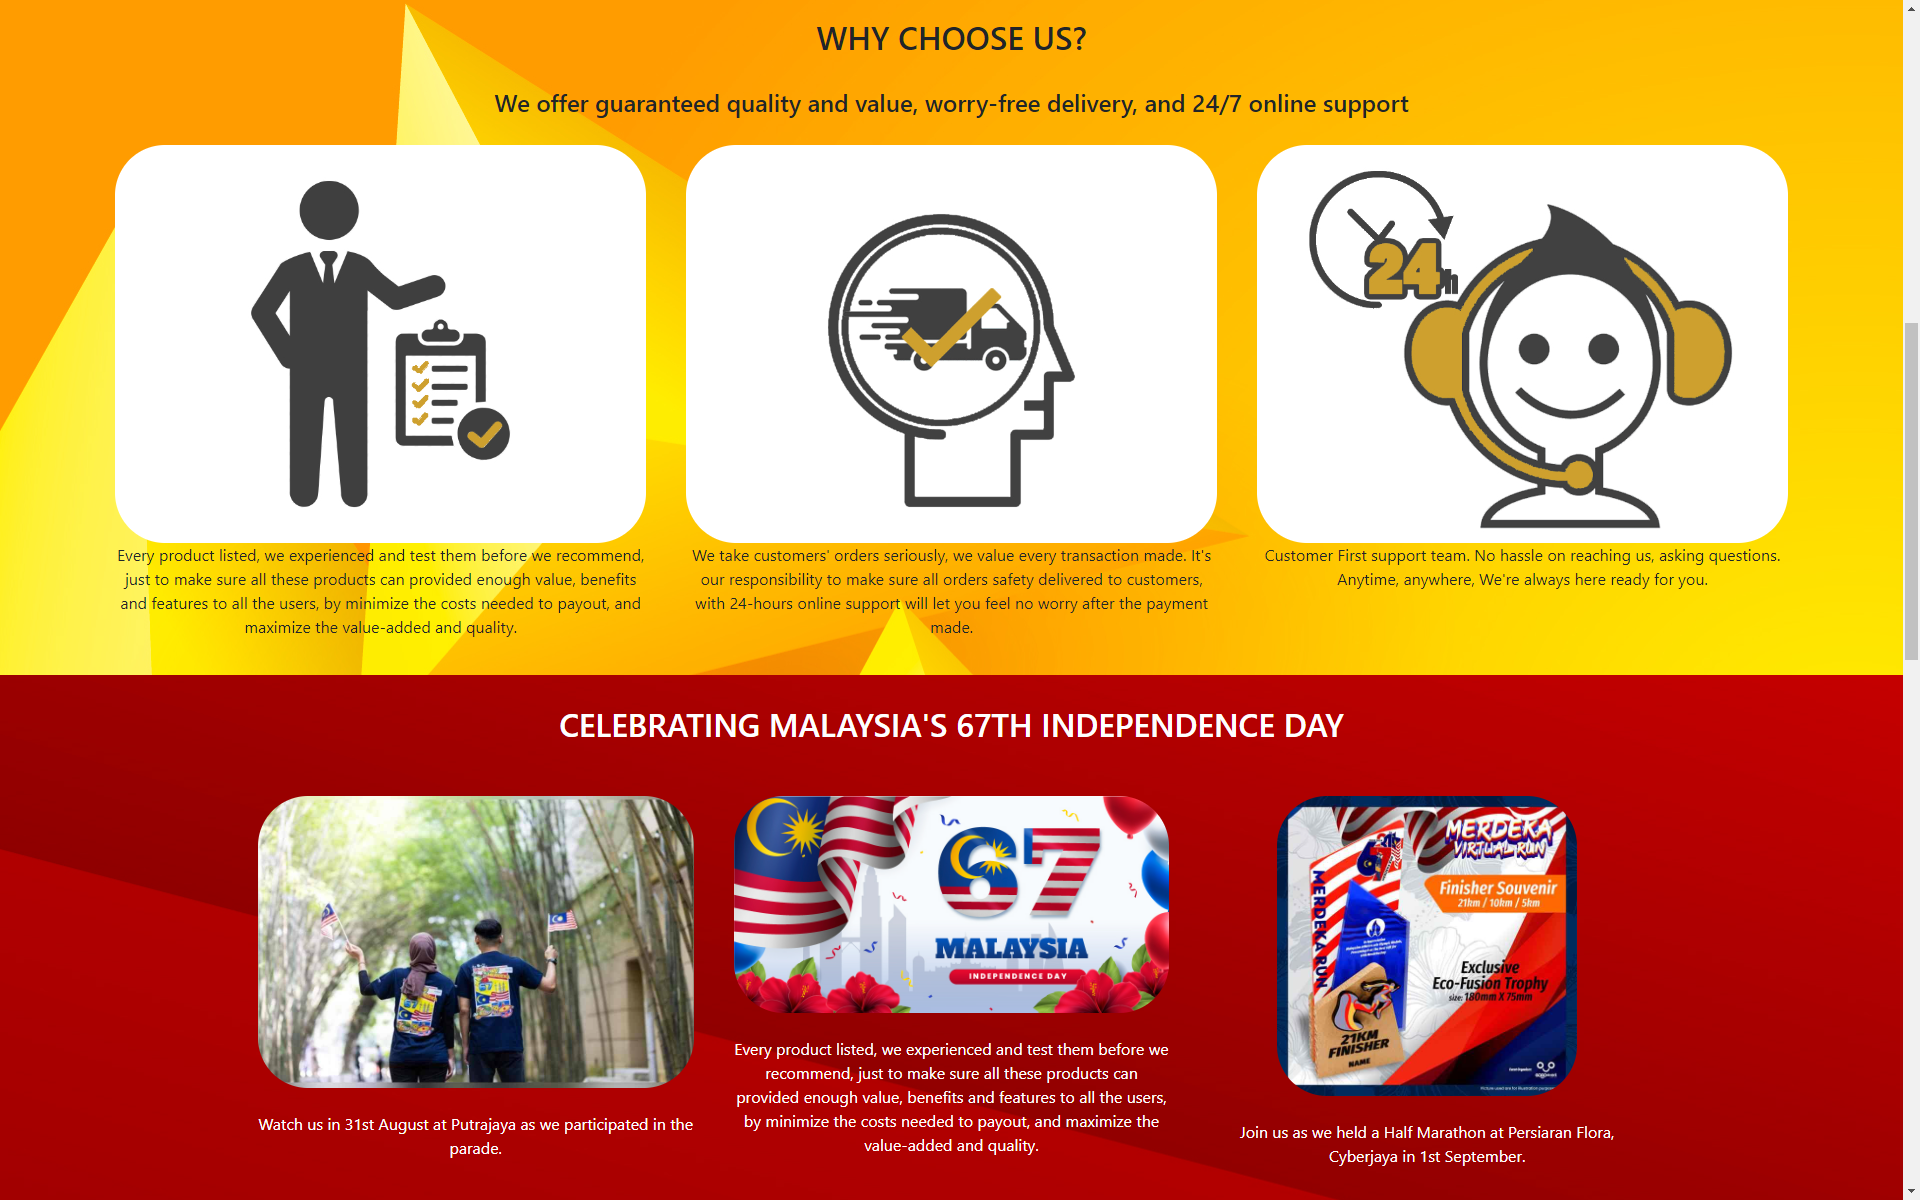 WHY CHOOSE US?
We offer guaranteed quality and value, worry-free delivery, and 24/7 online support
24h
Every product listed, we experienced and test them before we recommend,
just to make sure all these products can provided enough value, benefits
and features to all the users, by minimize the costs needed to payout, and
maximize the value-added and quality.
We take customers' orders seriously, we value every transaction made. It's
our responsibility to make sure all orders safety delivered to customers,
with 24-hours online support will let you feel no worry after the payment
made.
Customer First support team. No hassle on reaching us, asking questions.
Anytime, anywhere, We're always here ready for you.
CELEBRATING MALAYSIA'S 67TH INDEPENDENCE DAY
Watch us in 31st August at Putrajaya as we participated in the
parade.
67
MALAYSIA
INDEPENDENCE DAY
Every product listed, we experienced and test them before we
recommend, just to make sure all these products can
provided enough value, benefits and features to all the users,
by minimize the costs needed to payout, and maximize the
value-added and quality.
MERDEKA
VIRTUAL RUN
Finisher Souvenir
21km / 10km / 5km
67
MERDEKA RUN
Exclusive
Eco-Fusion Trophy
size: 180mm X 75mm
21KM
FINISHER
NAME
Join us as we held a Half Marathon at Persiaran Flora,
Cyberjaya in 1st September.